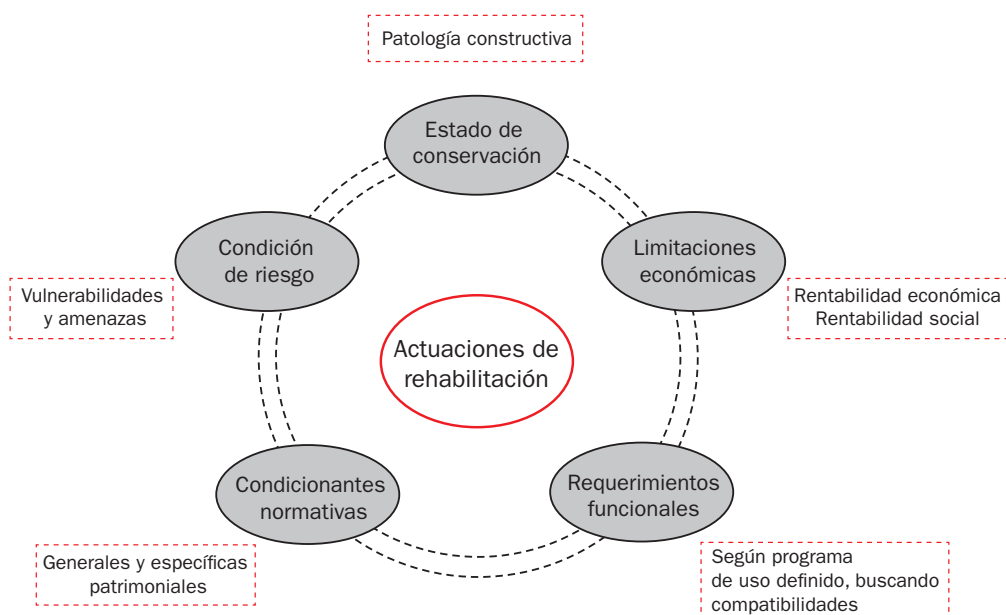 Patología constructiva
Estado de
conservación
Condición
de riesgo
Limitaciones
económicas
Vulnerabilidades
y amenazas
Rentabilidad económica
Rentabilidad social
Actuaciones de
rehabilitación
Condicionantes
normativas
Requerimientos
funcionales
Generales y específicas
patrimoniales
Según programa
de uso definido, buscando
compatibilidades